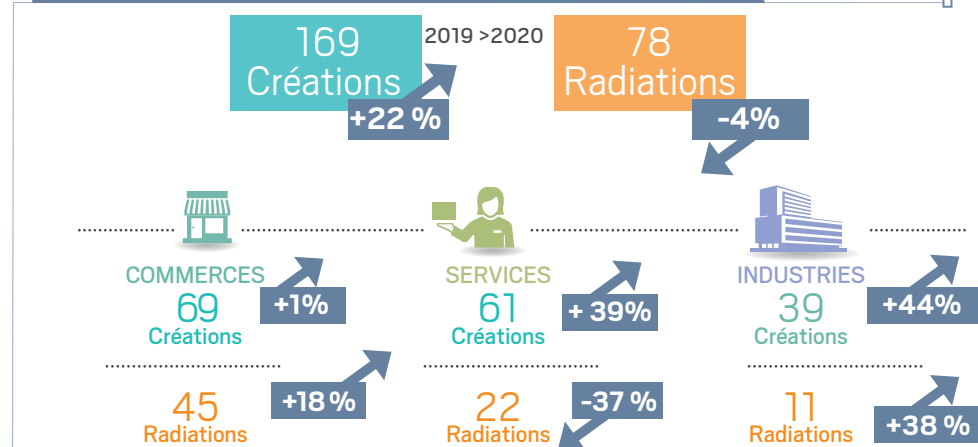 169
Créations
+22 %
2019 >2020
78
Radiations
-4%
COMMERCES
69
Créations
+1%
SERVICES
61
Créations
+ 39%
INDUSTRIES
39
Créations
+44%
45
Radiations
+18 %
22
Radiations
-37 %
11
Radiations
+38 %